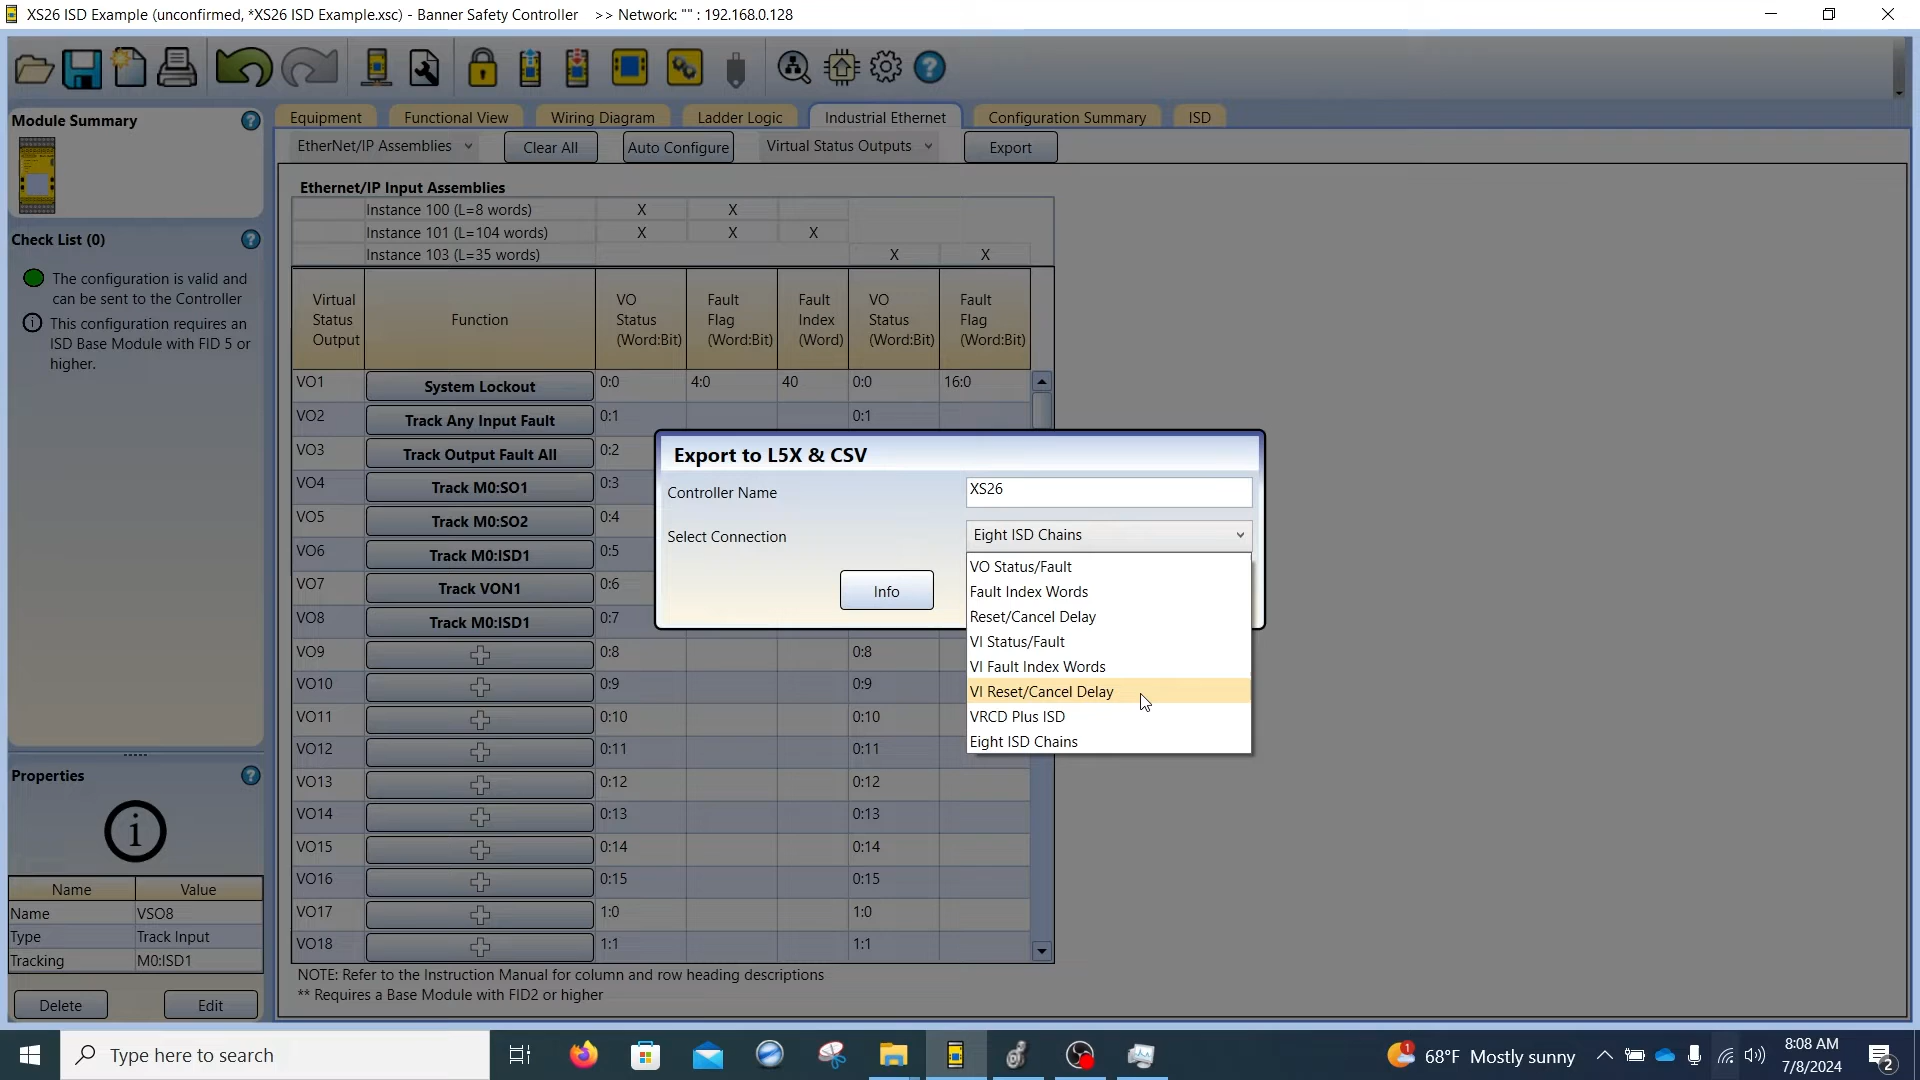 XS26 ISD Example (unconfirmed, *XS26 ISD Example.xsc) - Banner Safety Controller >> Network: "" : 192.168.0.128
Module Summary
Equipment Functional View Wiring Diagram Ladder Logic Industrial Ethernet Configuration Summary ISD
EtherNet/IP Assemblies Clear All Auto Configure Virtual Status Outputs Export
Check List (0)
The configuration is valid and
can be sent to the Controller
This configuration requires an
ISD Base Module with FID 5 or
higher.
Properties
Name Value
Name VSO8
Type Track Input
Tracking M0:ISD1
Delete Edit
Ethernet/IP Input Assemblies
Instance 100 (L=8 words) X X
Instance 101 (L=104 words) X X X
Instance 103 (L=35 words) X X
Virtual
Status
Output
Function
VO
Status
(Word:Bit)
Fault
Flag
(Word:Bit)
Fault
Index
(Word)
VO
Status
(Word:Bit)
Fault
Flag
(Word:Bit)
VO1 System Lockout 0:0 4:0 40 0:0 16:0
VO2 Track Any Input Fault 0:1 0:1
VO3 Track Output Fault All 0:2
VO4 Track M0:SO1 0:3
VO5 Track M0:SO2 0:4
VO6 Track M0:ISD1 0:5
VO7 Track VON1 0:6
VO8 Track M0:ISD1 0:7
VO9 0:8 0:8
VO10 0:9 0:9
VO11 0:10 0:10
VO12 0:11 0:11
VO13 0:12 0:12
VO14 0:13 0:13
VO15 0:14 0:14
VO16 0:15 0:15
VO17 1:0 1:0
VO18 1:1 1:1
NOTE: Refer to the Instruction Manual for column and row heading descriptions
** Requires a Base Module with FID2 or higher
Export to L5X & CSV
Controller Name XS26
Select Connection Eight ISD Chains
Info
VO Status/Fault
Fault Index Words
Reset/Cancel Delay
VI Status/Fault
VI Fault Index Words
VI Reset/Cancel Delay
VRCD Plus ISD
Eight ISD Chains
Type here to search
1
68°F Mostly sunny
8:08 AM
7/8/2024
2